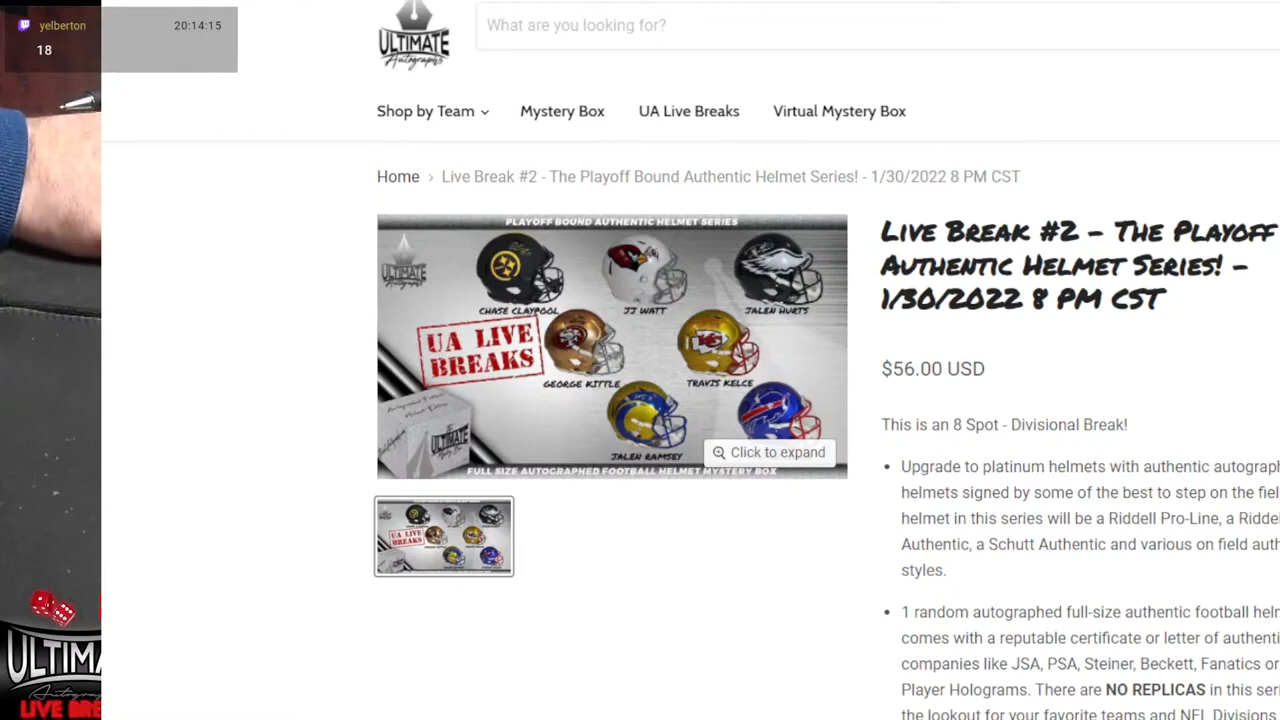 yelberton
20:14:15
18
ULTIMATE
Autographs
What are you looking for?
Shop by Team
Mystery Box
UA Live Breaks
Virtual Mystery Box
Home › Live Break #2 - The Playoff Bound Authentic Helmet Series! - 1/30/2022 8 PM CST
PLAYOFF BOUND AUTHENTIC HELMET SERIES
ULTIMATE
CHASE CLAYPOOL
JJ WATT
JALEN HURTS
UA LIVE
BREAKS
GEORGE KITTLE
TRAVIS KELCE
JALEN RAMSEY
ULTIMATE
Click to expand
FULL SIZE AUTOGRAPHED FOOTBALL HELMET MYSTERY BOX
Live Break #2 - The Playoff
Authentic Helmet Series! -
1/30/2022 8 PM CST
$56.00 USD
This is an 8 Spot - Divisional Break!
• Upgrade to platinum helmets with authentic autograph
helmets signed by some of the best to step on the fiel
helmet in this series will be a Riddell Pro-Line, a Ridde
Authentic, a Schutt Authentic and various on field auth
styles.
• 1 random autographed full-size authentic football heln
comes with a reputable certificate or letter of authenti
companies like JSA, PSA, Steiner, Beckett, Fanatics or
Player Holograms. There are NO REPLICAS in this seri
the lookout for your favorite teams and NFL Divisions
ULTIMA
Autogra
LIVE BRE